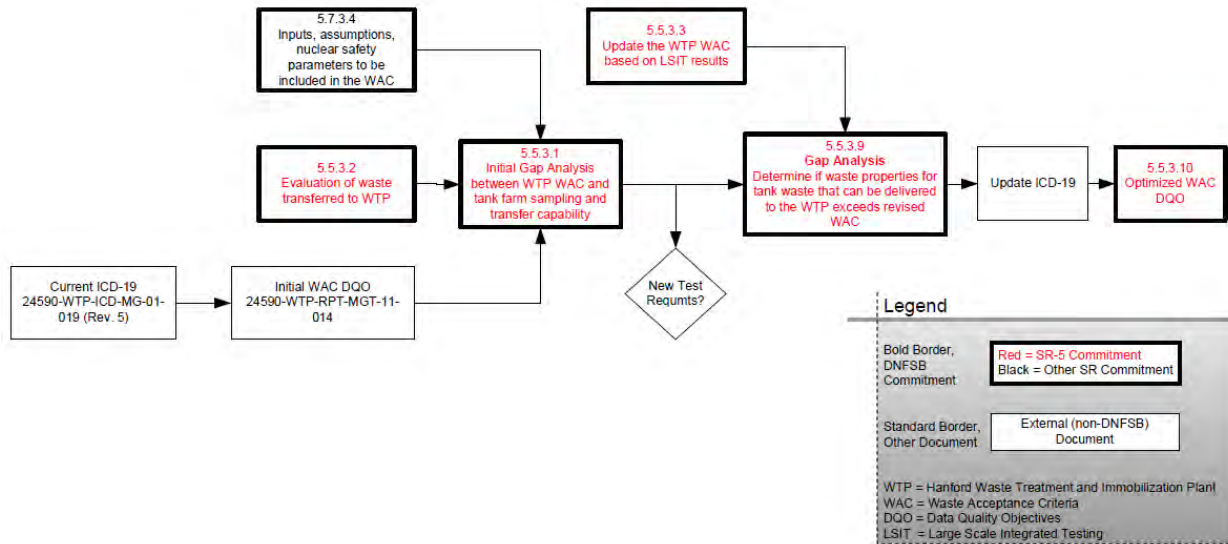 5.7.3.4
Inputs, assumptions,
nuclear safety
parameters to be
included in the WAC
5.5.3.3
Update the WTP WAC
based on LSIT results
5.5.3.2
Evaluation of waste
transferred to WTP
5.5.3.1
Initial Gap Analysis
between WTP WAC and
tank farm sampling and
transfer capability
5.5.3.9
Gap Analysis
Determine if waste properties for
tank waste that can be delivered
to the WTP exceeds revised
WAC
Update ICD-19
5.5.3.10
Optimized WAC
DQO
Current ICD-19
24590-WTP-ICD-MG-01-
019 (Rev. 5)
Initial WAC DQO
24590-WTP-RPT-MGT-11-
014
New Test
Requmts?
Legend
Bold Border,
DNFSB
Commitment
Red = SR-5 Commitment
Black = Other SR Commitment
Standard Border,
Other Document
External (non-DNFSB)
Document
WTP = Hanford Waste Treatment and Immobilization Plant
WAC = Waste Acceptance Criteria
DQO = Data Quality Objectives
LSIT = Large Scale Integrated Testing